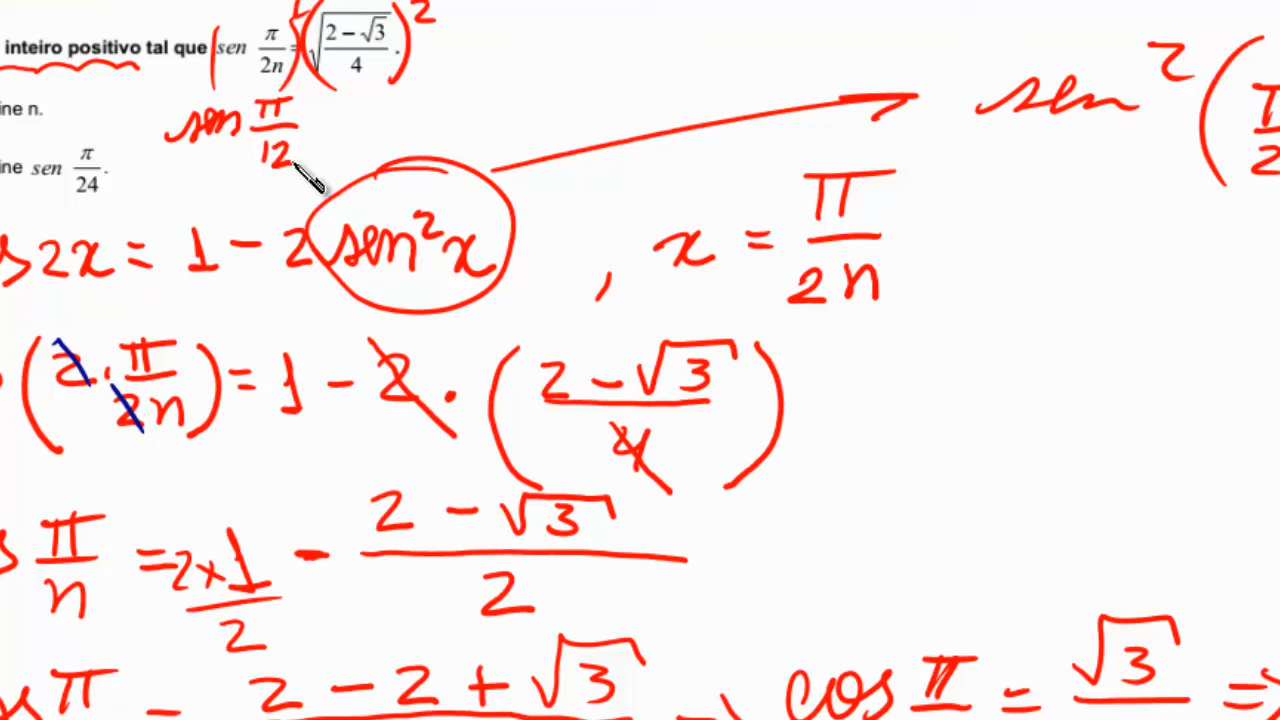 inteiro positivo tal que (sen π/2n)² = (√((2 − √3)/4).)²
ine n.
sen π/12
sen² (
ine sen π/24.
s 2x = 1 − 2 sen² x , x = π/2n
(2 · π/2n) = 1 − 2 · ((2 − √3)/4)
s π/n = 2×1/2 − (2 − √3)/2
π = 2 − 2 + √3 cos π = √3